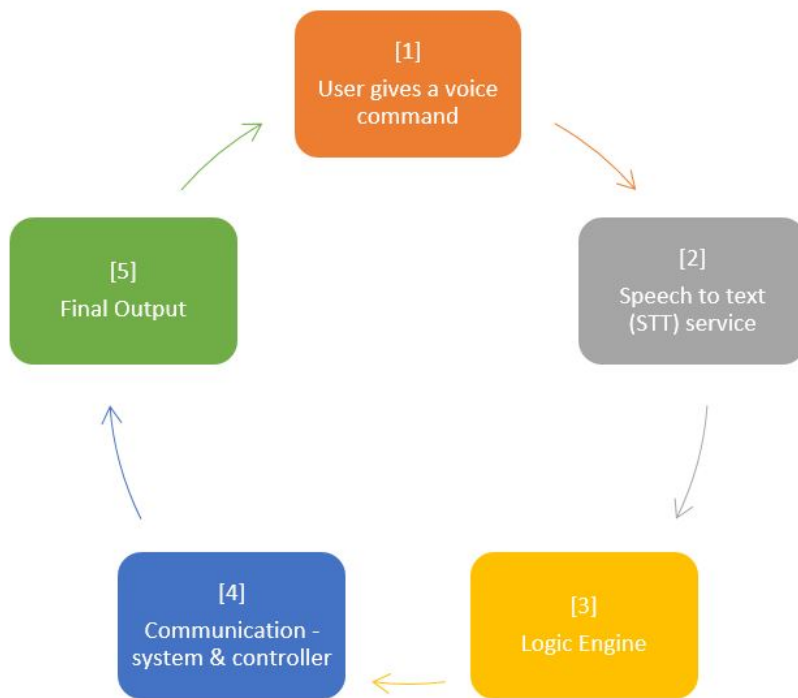 [1]
User gives a voice
command
[2]
Speech to text
(STT) service
[3]
Logic Engine
[4]
Communication -
system & controller
[5]
Final Output